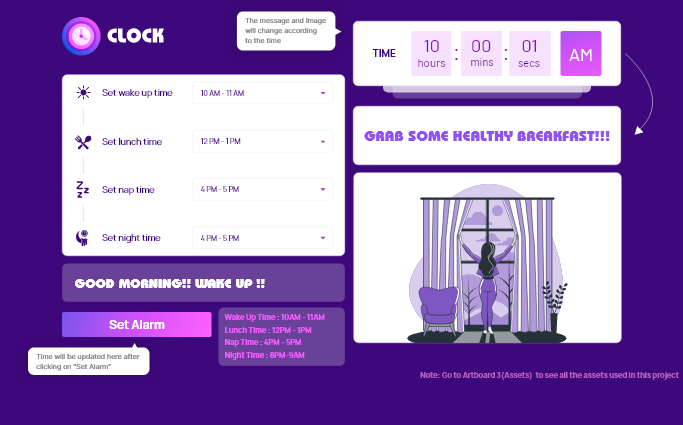 CLOCK
The message and Image
will change according
to the time
TIME
10 : 00 : 01
hours mins secs
AM
Set wake up time
10 AM - 11 AM
Set lunch time
12 PM - 1 PM
Set nap time
4 PM - 5 PM
Set night time
4 PM - 5 PM
GRAB SOME HEALTHY BREAKFAST!!!
GOOD MORNING!! WAKE UP !!
Set Alarm
Wake Up Time : 10AM - 11AM
Lunch Time : 12PM - 1PM
Nap Time : 4PM - 5PM
Night Time : 8PM-9AM
Time will be updated here after
clicking on "Set Alarm"
Note: Go to Artboard 3(Assets) to see all the assets used in this project